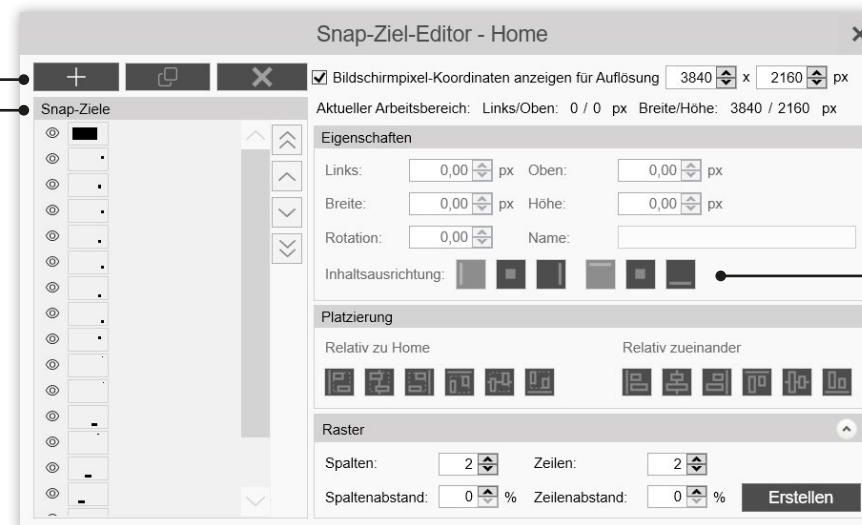 Snap-Ziel-Editor - Home
Bildschirmpixel-Koordinaten anzeigen für Auflösung 3840 x 2160 px
Aktueller Arbeitsbereich: Links/Oben: 0 / 0 px Breite/Höhe: 3840 / 2160 px
Snap-Ziele
Eigenschaften
Links: 0,00 px Oben: 0,00 px
Breite: 0,00 px Höhe: 0,00 px
Rotation: 0,00 Name:
Inhaltsausrichtung:
Platzierung
Relativ zu Home Relativ zueinander
Raster
Spalten: 2 Zeilen: 2
Spaltenabstand: 0 % Zeilenabstand: 0 % Erstellen